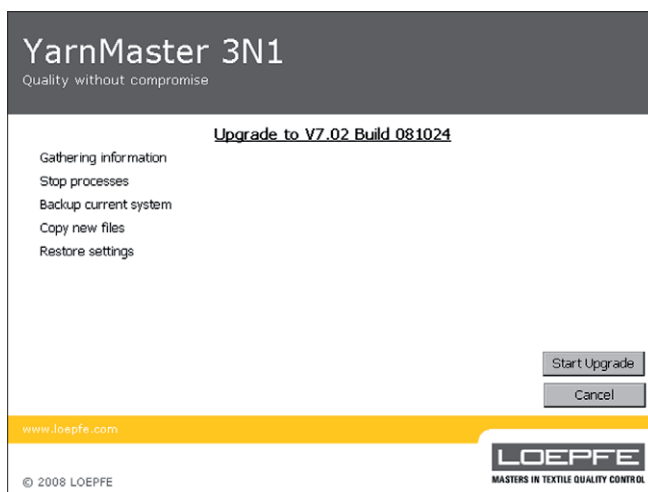 YarnMaster 3N1
Quality without compromise
Upgrade to V7.02 Build 081024
Gathering information
Stop processes
Backup current system
Copy new files
Restore settings
Start Upgrade
Cancel
www.loepfe.com
LOEPFE
MASTERS IN TEXTILE QUALITY CONTROL
© 2008 LOEPFE